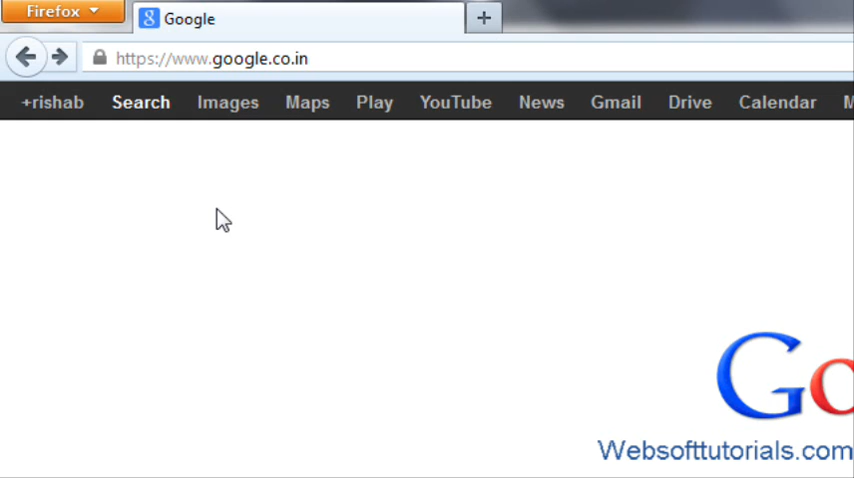 Firefox
Google
https://www.google.co.in
+rishab Search Images Maps Play YouTube News Gmail Drive Calendar M
Go
Websofttutorials.com